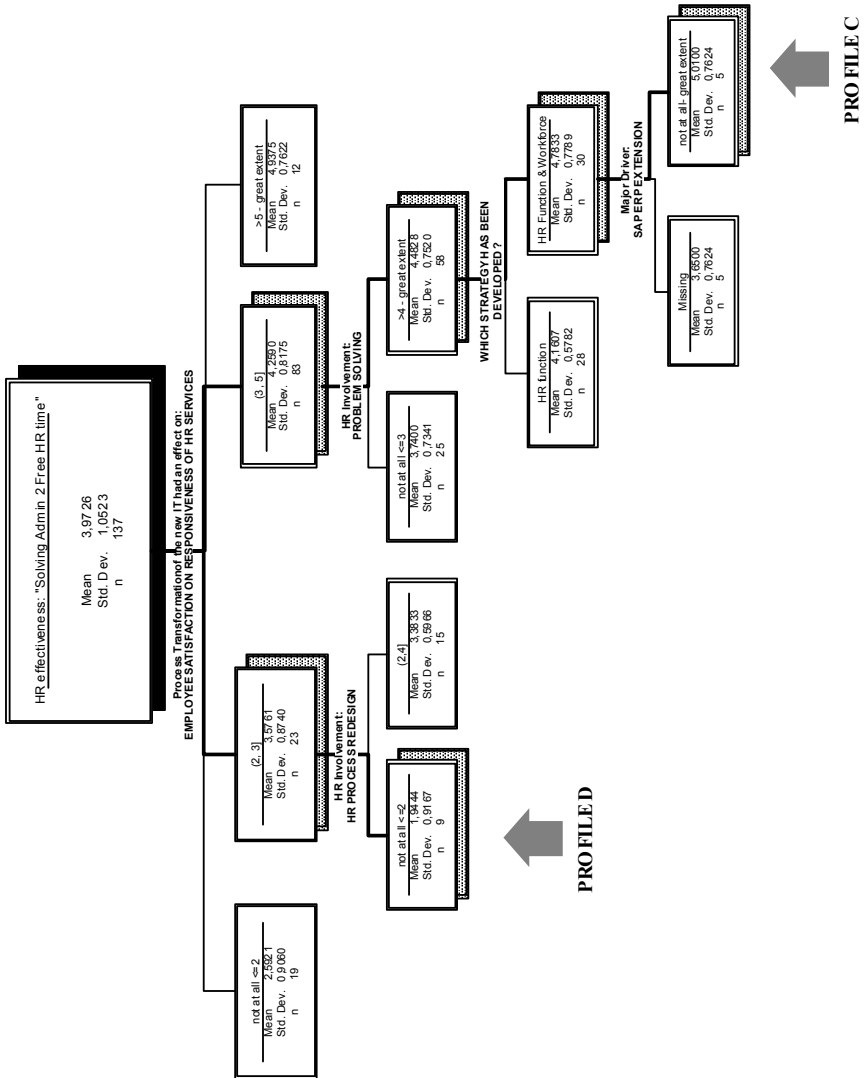 HR effectiveness: "Solving Admin 2 Free HR time"
Mean 3,9726
Std. Dev. 1,0523
n 137
Process Transformation of the new IT had an effect on:
EMPLOYEE SATISFACTION ON RESPONSIVENESS OF HR SERVICES
not at all <=2
Mean 2,5921
Std. Dev. 0,9060
n 19
(2, 3]
Mean 3,5761
Std. Dev. 0,8740
n 23
(3, 5]
Mean 4,2590
Std. Dev. 0,8175
n 83
>5 - great extent
Mean 4,9375
Std. Dev. 0,7622
n 12
HR Involvement:
HR PROCESS REDESIGN
HR Involvement:
PROBLEM SOLVING
not at all <=2
Mean 1,9444
Std. Dev. 0,9167
n 9
(2,4]
Mean 3,3833
Std. Dev. 0,5966
n 15
not at all <=3
Mean 3,7400
Std. Dev. 0,7341
n 25
>4 - great extent
Mean 4,4828
Std. Dev. 0,7520
n 58
PROFILE D
WHICH STRATEGY HAS BEEN
DEVELOPED?
HR function
Mean 4,1607
Std. Dev. 0,5782
n 28
HR Function & Workforce
Mean 4,7833
Std. Dev. 0,7789
n 30
Major Driver:
SAPERP EXTENSION
Missing
Mean 3,6500
Std. Dev. 0,7624
n 5
not at all- great extent
Mean 5,0100
Std. Dev. 0,7624
n 5
PROFILE C